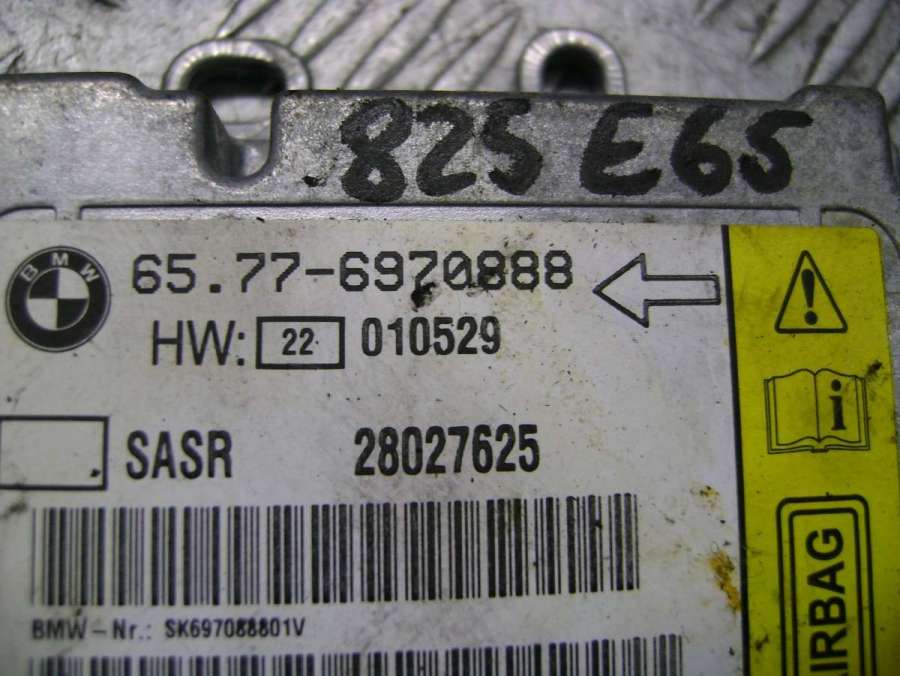 825 E65
BMW
65.77-6970888
HW: 22 010529
SASR 28027625
BMW-Nr.: SK697088801V
i
AIRBAG